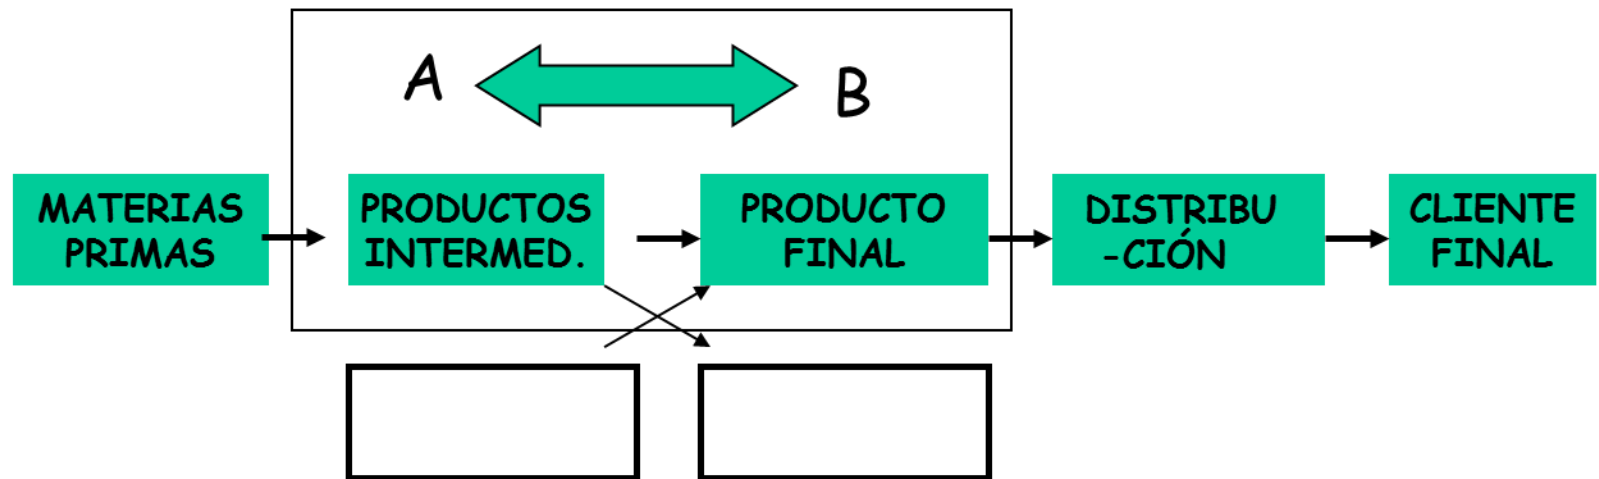 A
B
MATERIAS
PRIMAS
PRODUCTOS
INTERMED.
PRODUCTO
FINAL
DISTRIBU
-CIÓN
CLIENTE
FINAL